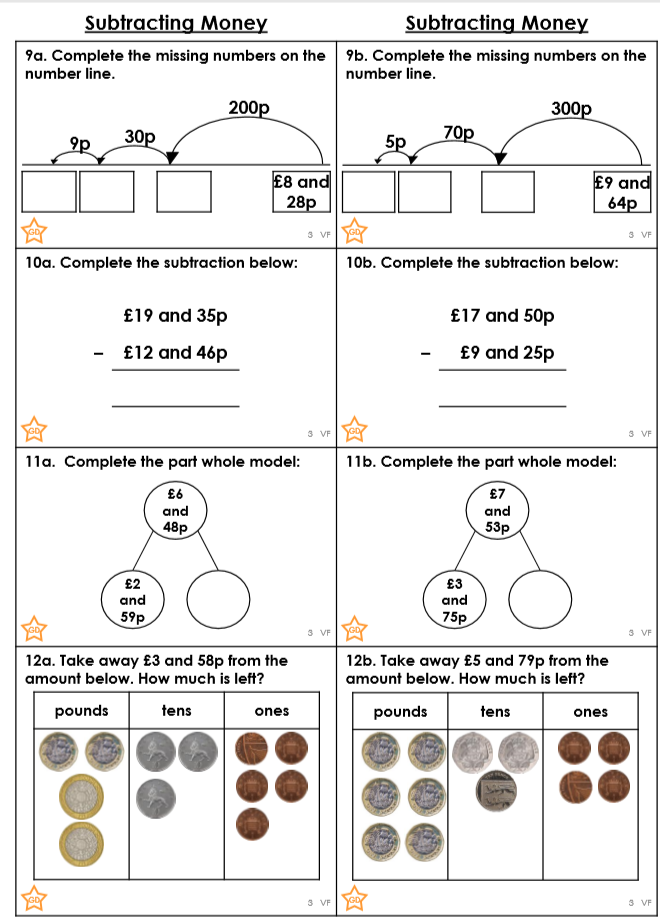 Subtracting Money
Subtracting Money
9a. Complete the missing numbers on the
number line.
200p
30p
9p
£8 and
28p
GD
3 VF
9b. Complete the missing numbers on the
number line.
300p
70p
5p
£9 and
64p
GD
3 VF
10a. Complete the subtraction below:
£19 and 35p
– £12 and 46p
GD
3 VF
10b. Complete the subtraction below:
£17 and 50p
– £9 and 25p
GD
3 VF
11a. Complete the part whole model:
£6
and
48p
£2
and
59p
GD
3 VF
11b. Complete the part whole model:
£7
and
53p
£3
and
75p
GD
3 VF
12a. Take away £3 and 58p from the
amount below. How much is left?
pounds tens ones
GD
3 VF
12b. Take away £5 and 79p from the
amount below. How much is left?
pounds tens ones
GD
3 VF